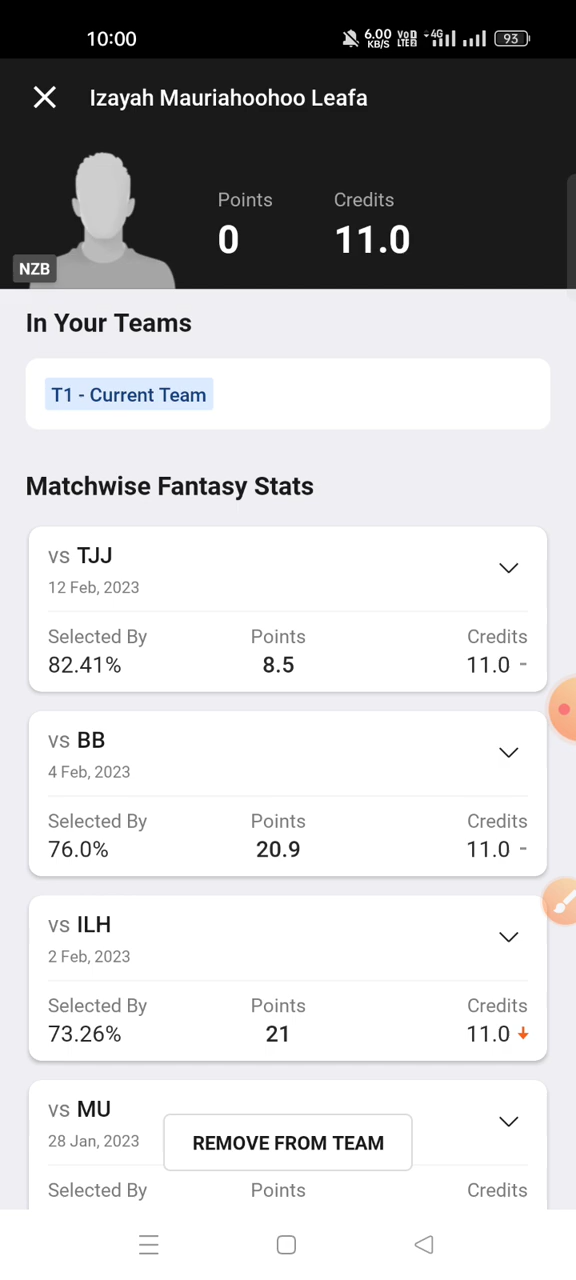 10:00
6.00 KB/S
VoD LTE2
4G
93
Izayah Mauriahoohoo Leafa
Points
Credits
0
11.0
NZB
In Your Teams
T1 - Current Team
Matchwise Fantasy Stats
vs TJJ
12 Feb, 2023
Selected By Points Credits
82.41% 8.5 11.0 -
vs BB
4 Feb, 2023
Selected By Points Credits
76.0% 20.9 11.0 -
vs ILH
2 Feb, 2023
Selected By Points Credits
73.26% 21 11.0
vs MU
28 Jan, 2023
REMOVE FROM TEAM
Selected By Points Credits